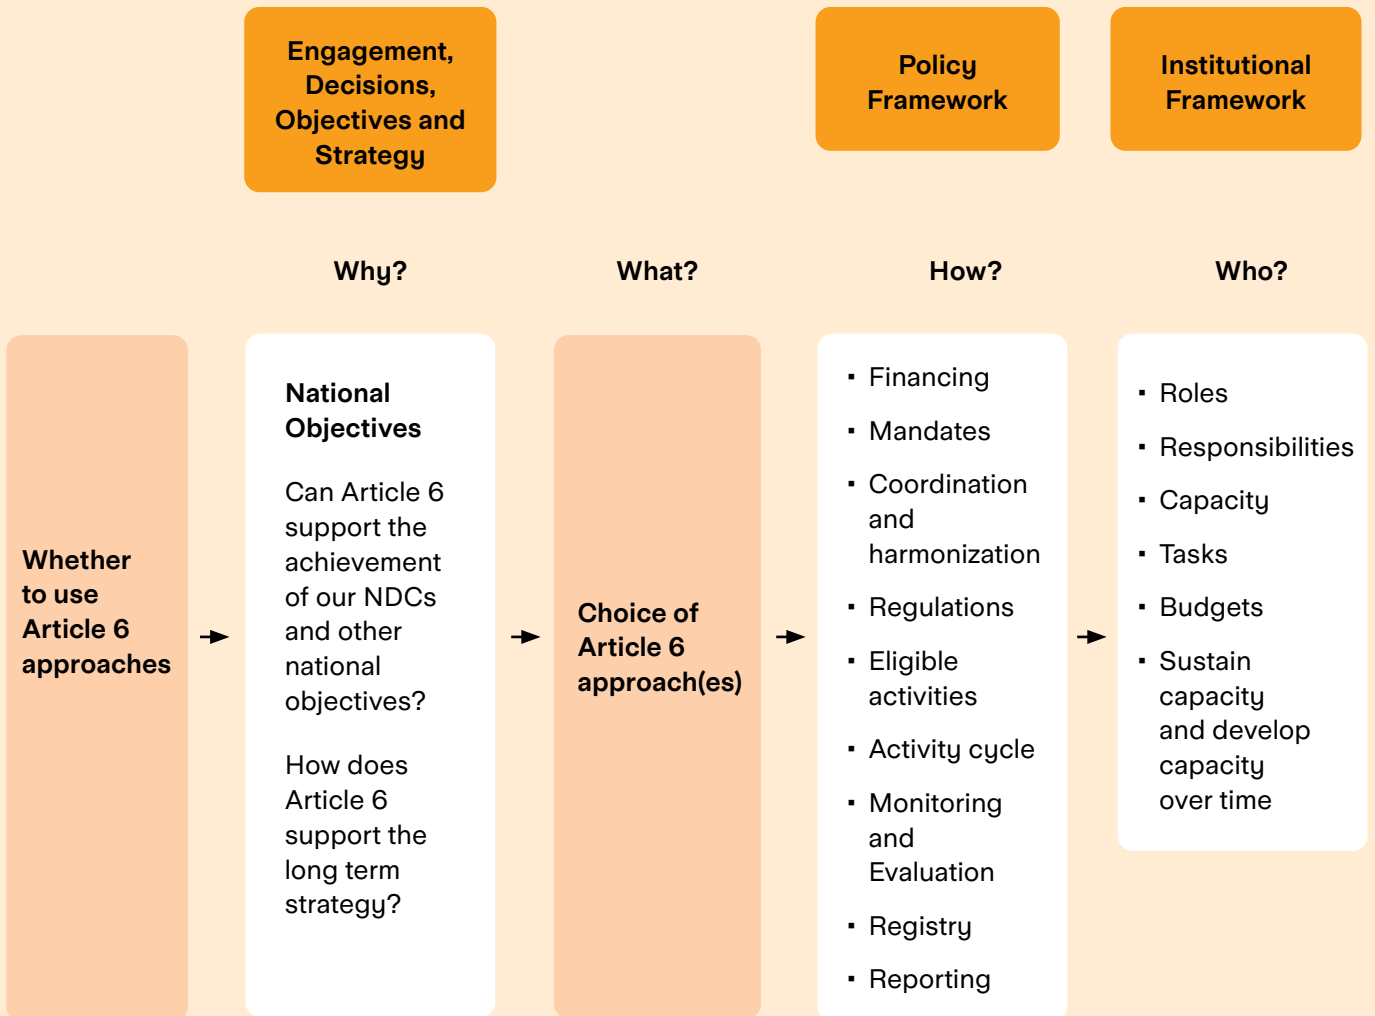 Engagement,
Decisions,
Objectives and
Strategy
Policy
Framework
Institutional
Framework
Why?
What?
How?
Who?
Whether
to use
Article 6
approaches
National
Objectives
Can Article 6
support the
achievement
of our NDCs
and other
national
objectives?
How does
Article 6
support the
long term
strategy?
Choice of
Article 6
approach(es)
▪ Financing
▪ Mandates
▪ Coordination
and
harmonization
▪ Regulations
▪ Eligible
activities
▪ Activity cycle
▪ Monitoring
and
Evaluation
▪ Registry
▪ Reporting
▪ Roles
▪ Responsibilities
▪ Capacity
▪ Tasks
▪ Budgets
▪ Sustain
capacity
and develop
capacity
over time